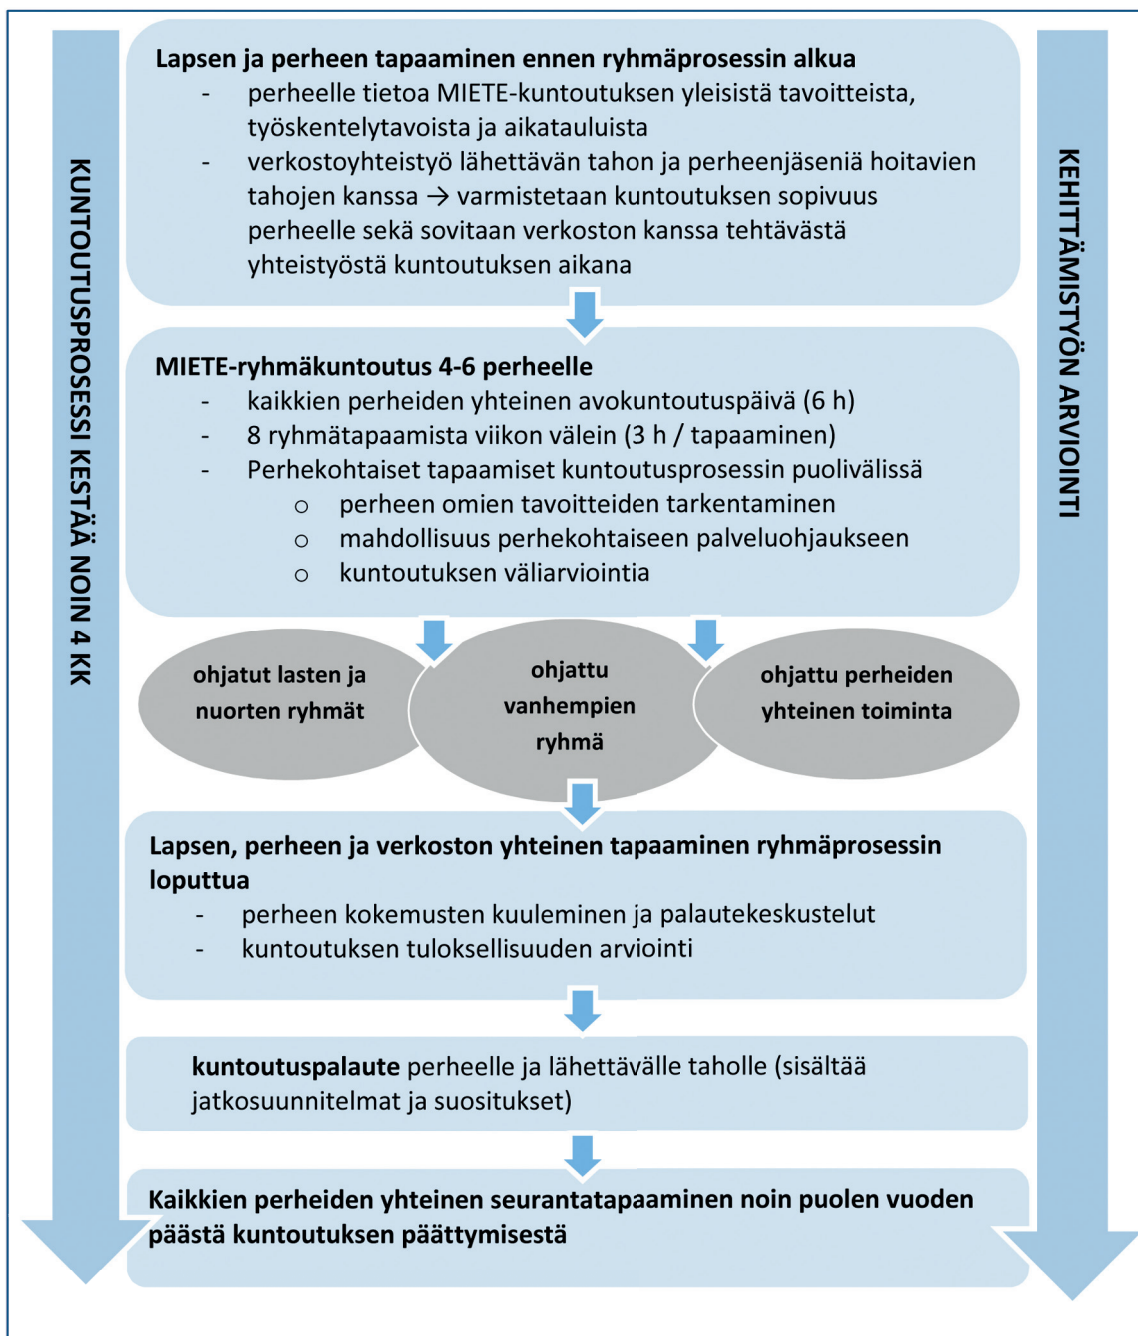 KUNTOUTUSPROSESSI KESTÄÄ NOIN 4 KK
Lapsen ja perheen tapaaminen ennen ryhmäprosessin alkua
- perheelle tietoa MIETE-kuntoutuksen yleisistä tavoitteista,
työskentelytavoista ja aikatauluista
- verkostoyhteistyö lähettävän tahon ja perheenjäseniä hoitavien
tahojen kanssa → varmistetaan kuntoutuksen sopivuus
perheelle sekä sovitaan verkoston kanssa tehtävästä
yhteistyöstä kuntoutuksen aikana
MIETE-ryhmäkuntoutus 4-6 perheelle
- kaikkien perheiden yhteinen avokuntoutuspäivä (6 h)
- 8 ryhmätapaamista viikon välein (3 h / tapaaminen)
- Perhekohtaiset tapaamiset kuntoutusprosessin puolivälissä
o perheen omien tavoitteiden tarkentaminen
o mahdollisuus perhekohtaiseen palveluohjaukseen
o kuntoutuksen väliarviointia
ohjatut lasten ja
nuorten ryhmät
ohjattu
vanhempien
ryhmä
ohjattu perheiden
yhteinen toiminta
Lapsen, perheen ja verkoston yhteinen tapaaminen ryhmäprosessin
loputtua
- perheen kokemusten kuuleminen ja palautekeskustelut
- kuntoutuksen tuloksellisuuden arviointi
kuntoutuspalaute perheelle ja lähettävälle taholle (sisältää
jatkosuunnitelmat ja suositukset)
Kaikkien perheiden yhteinen seurantatapaaminen noin puolen vuoden
päästä kuntoutuksen päättymisestä
KEHITTÄMISTYÖN ARVIOINTI